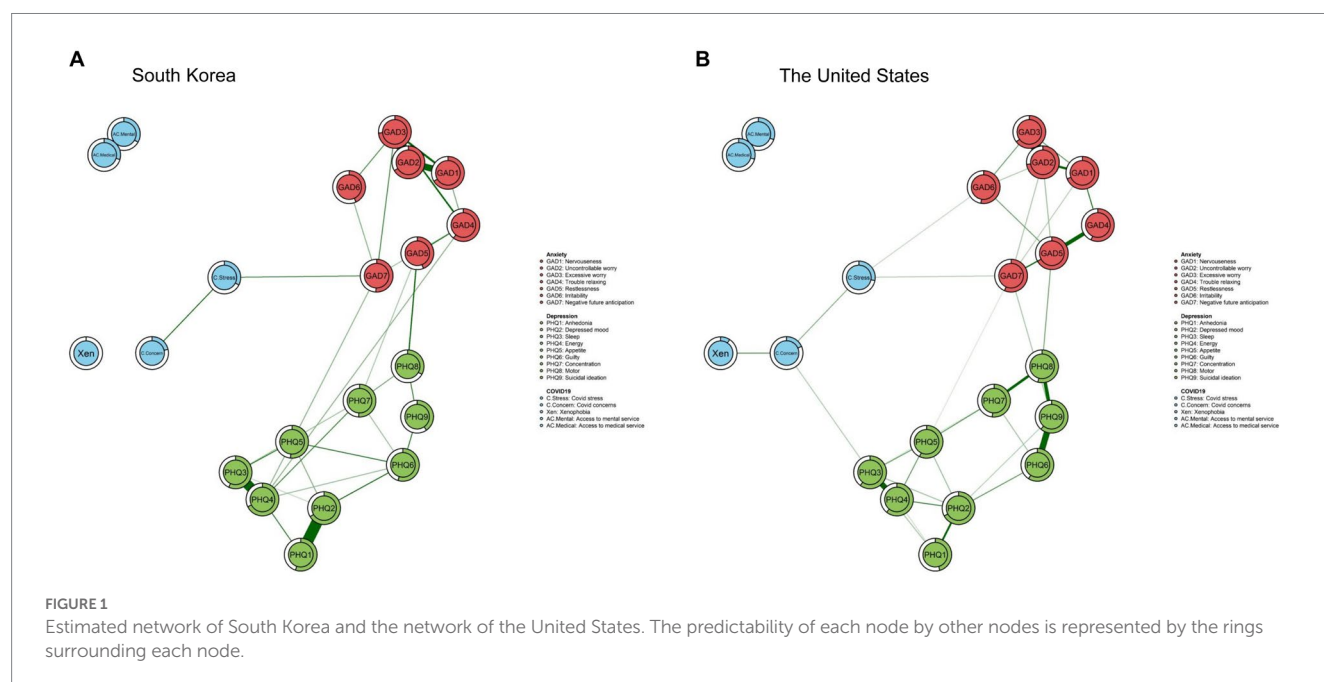 A
South Korea
AC.Mental
AC.Medical
GAD3
GAD2
GAD1
GAD6
GAD4
GAD5
GAD7
C.Stress
Xen
C.Concern
PHQ8
PHQ7
PHQ9
PHQ5
PHQ6
PHQ3
PHQ4
PHQ2
PHQ1
Anxiety
GAD1: Nervouseness
GAD2: Uncontrollable worry
GAD3: Excessive worry
GAD4: Trouble relaxing
GAD5: Restlessness
GAD6: Irritability
GAD7: Negative future anticipation
Depression
PHQ1: Anhedonia
PHQ2: Depressed mood
PHQ3: Sleep
PHQ4: Energy
PHQ5: Appetite
PHQ6: Guilty
PHQ7: Concentration
PHQ8: Motor
PHQ9: Suicidal ideation
COVID19
C.Stress: Covid stress
C.Concern: Covid concerns
Xen: Xenophobia
AC.Mental: Access to mental service
AC.Medical: Access to medical service
B
The United States
AC.Mental
AC.Medical
GAD3
GAD2
GAD1
GAD6
GAD4
GAD5
GAD7
C.Stress
Xen
C.Concern
PHQ8
PHQ7
PHQ9
PHQ5
PHQ6
PHQ3
PHQ4
PHQ2
PHQ1
Anxiety
GAD1: Nervouseness
GAD2: Uncontrollable worry
GAD3: Excessive worry
GAD4: Trouble relaxing
GAD5: Restlessness
GAD6: Irritability
GAD7: Negative future anticipation
Depression
PHQ1: Anhedonia
PHQ2: Depressed mood
PHQ3: Sleep
PHQ4: Energy
PHQ5: Appetite
PHQ6: Guilty
PHQ7: Concentration
PHQ8: Motor
PHQ9: Suicidal ideation
COVID19
C.Stress: Covid stress
C.Concern: Covid concerns
Xen: Xenophobia
AC.Mental: Access to mental service
AC.Medical: Access to medical service
FIGURE 1
Estimated network of South Korea and the network of the United States. The predictability of each node by other nodes is represented by the rings
surrounding each node.